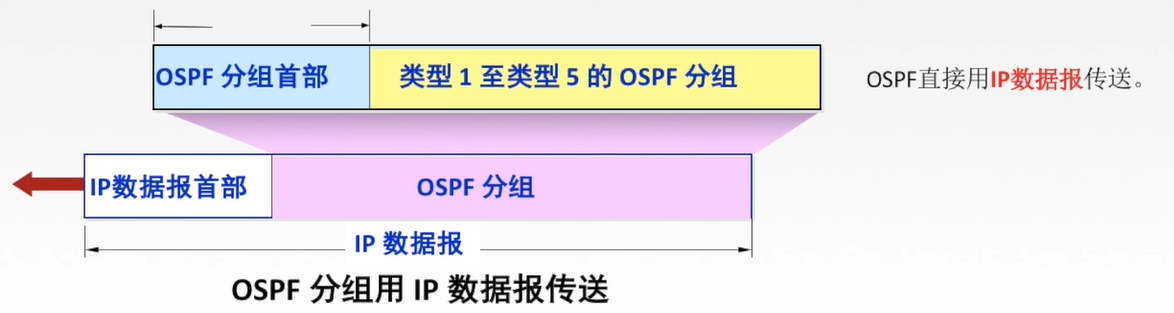 OSPF 分组首部
类型 1 至类型 5 的 OSPF 分组
OSPF直接用IP数据报传送。
IP数据报首部
OSPF 分组
IP 数据报
OSPF 分组用 IP 数据报传送